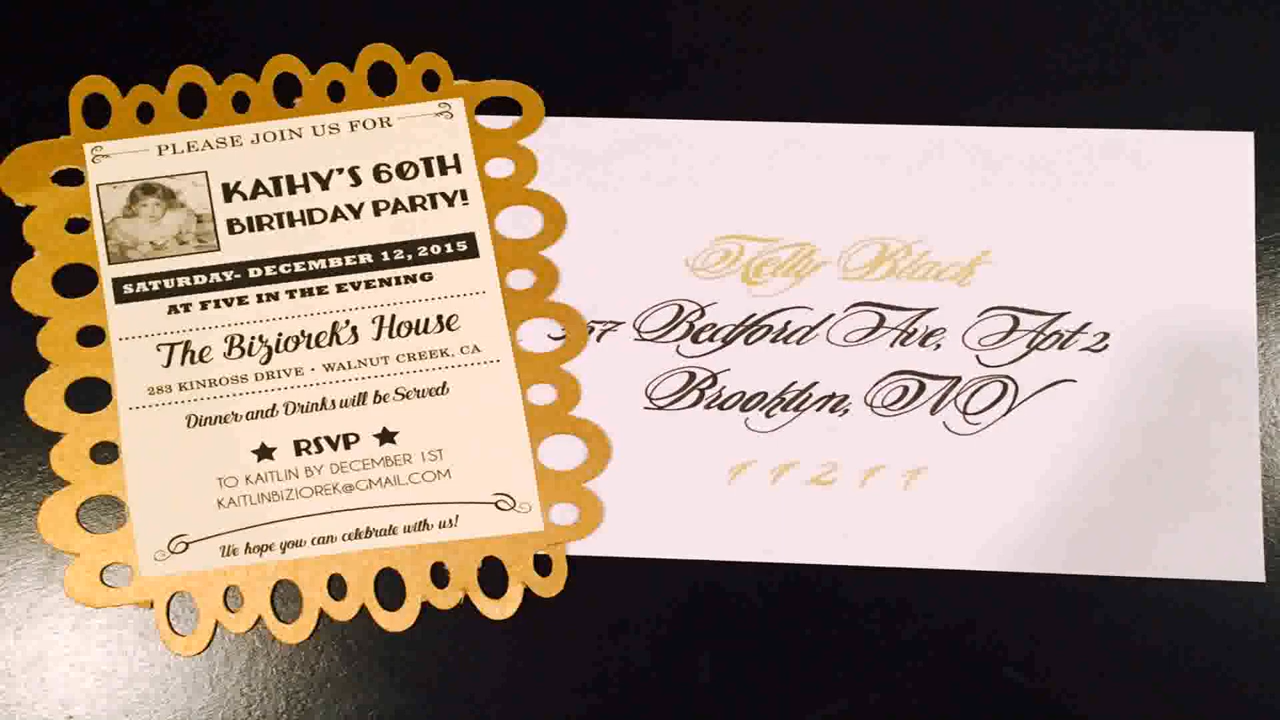 PLEASE JOIN US FOR
KATHY'S 60TH
BIRTHDAY PARTY!
SATURDAY- DECEMBER 12, 2015
AT FIVE IN THE EVENING
The Biziorek's House
283 KINROSS DRIVE • WALNUT CREEK, CA
Dinner and Drinks will be Served
★ RSVP ★
TO KAITLIN BY DECEMBER 1ST
KAITLINBIZIOREK@GMAIL.COM
We hope you can celebrate with us!
Kelly Black
Bedford Ave, Apt 2
Brooklyn, NY
11211